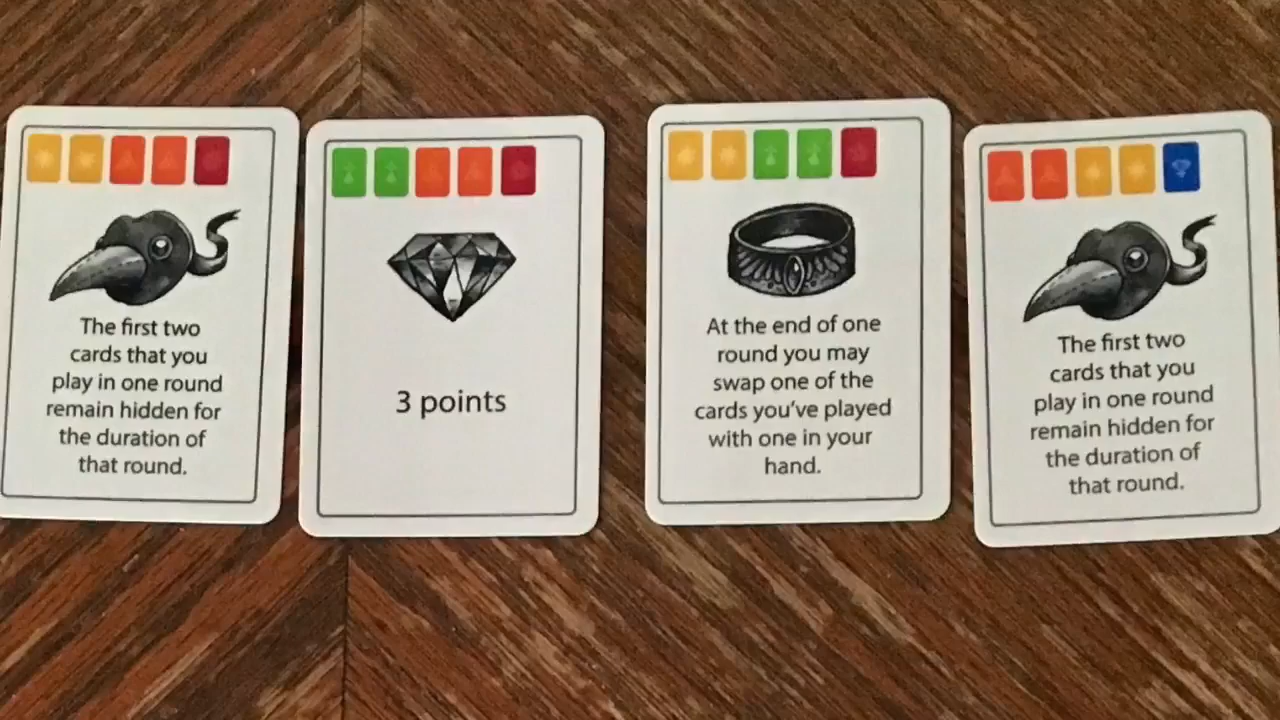 The first two
cards that you
play in one round
remain hidden for
the duration of
that round.
3 points
At the end of one
round you may
swap one of the
cards you've played
with one in your
hand.
The first two
cards that you
play in one round
remain hidden for
the duration of
that round.